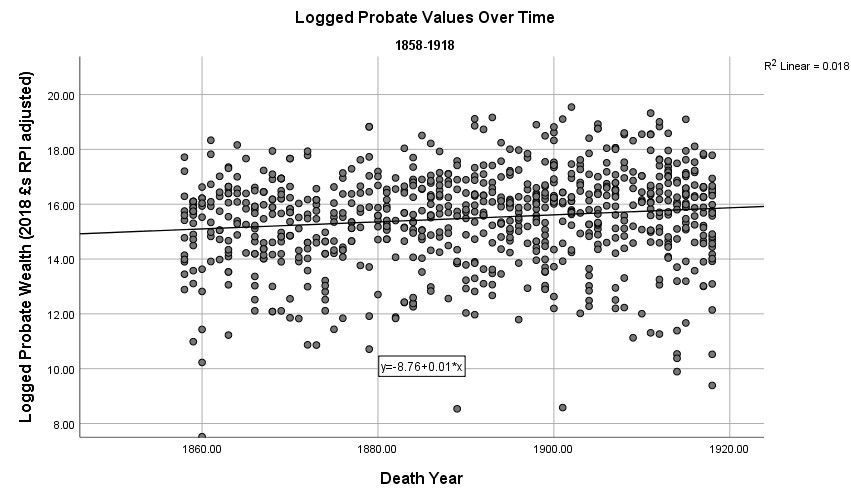 Logged Probate Values Over Time
1858-1918
R² Linear = 0.018
Logged Probate Wealth (2018 £s RPI adjusted)
20.00
18.00
16.00
14.00
12.00
10.00
8.00
y=-8.76+0.01*x
1860.00 1880.00 1900.00 1920.00
Death Year